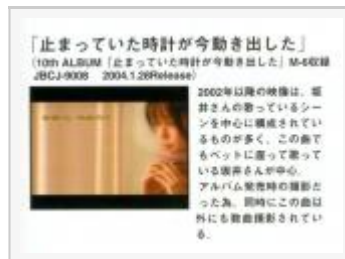 「止まっていた時計が今動き出した」
(10th ALBUM「止まっていた時計が今動き出した」M-6収録
JBCJ-9008 2004.1.28Release)
2002年以降の映像は、坂
井さんの歌っているシー
ンを中心に構成されてい
るものが多く、この曲で
もベットに座って歌って
いる坂井さんが中心。
アルバム発売時の撮影だ
った為、同時にこの曲以
外にも数曲撮影されてい
る。